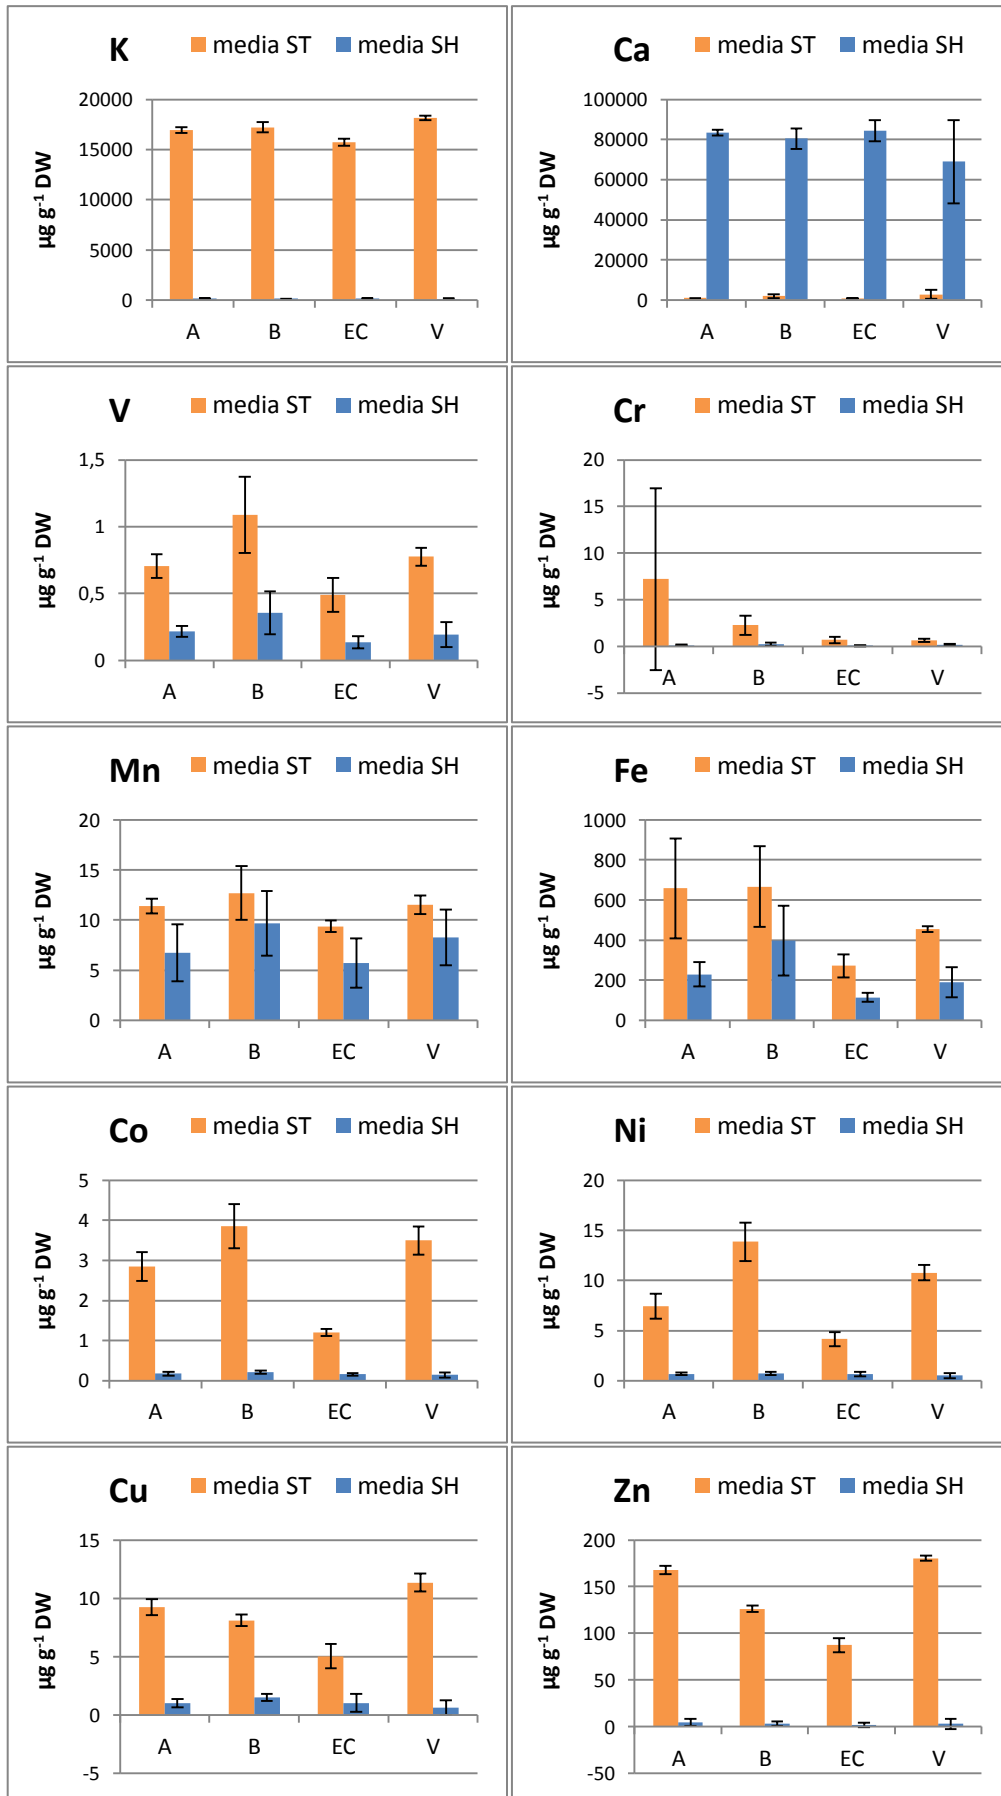 K media ST media SH
20000
15000
10000
5000
0
µg g-1 DW
A B EC V
Ca media ST media SH
100000
80000
60000
40000
20000
0
µg g-1 DW
A B EC V
V media ST media SH
1,5
1
0,5
0
µg g-1 DW
A B EC V
Cr media ST media SH
20
15
10
5
0
-5
µg g-1 DW
A B EC V
Mn media ST media SH
20
15
10
5
0
µg g-1 DW
A B EC V
Fe media ST media SH
1000
800
600
400
200
0
µg g-1 DW
A B EC V
Co media ST media SH
5
4
3
2
1
0
µg g-1 DW
A B EC V
Ni media ST media SH
20
15
10
5
0
µg g-1 DW
A B EC V
Cu media ST media SH
15
10
5
0
-5
µg g-1 DW
A B EC V
Zn media ST media SH
200
150
100
50
0
-50
µg g-1 DW
A B EC V